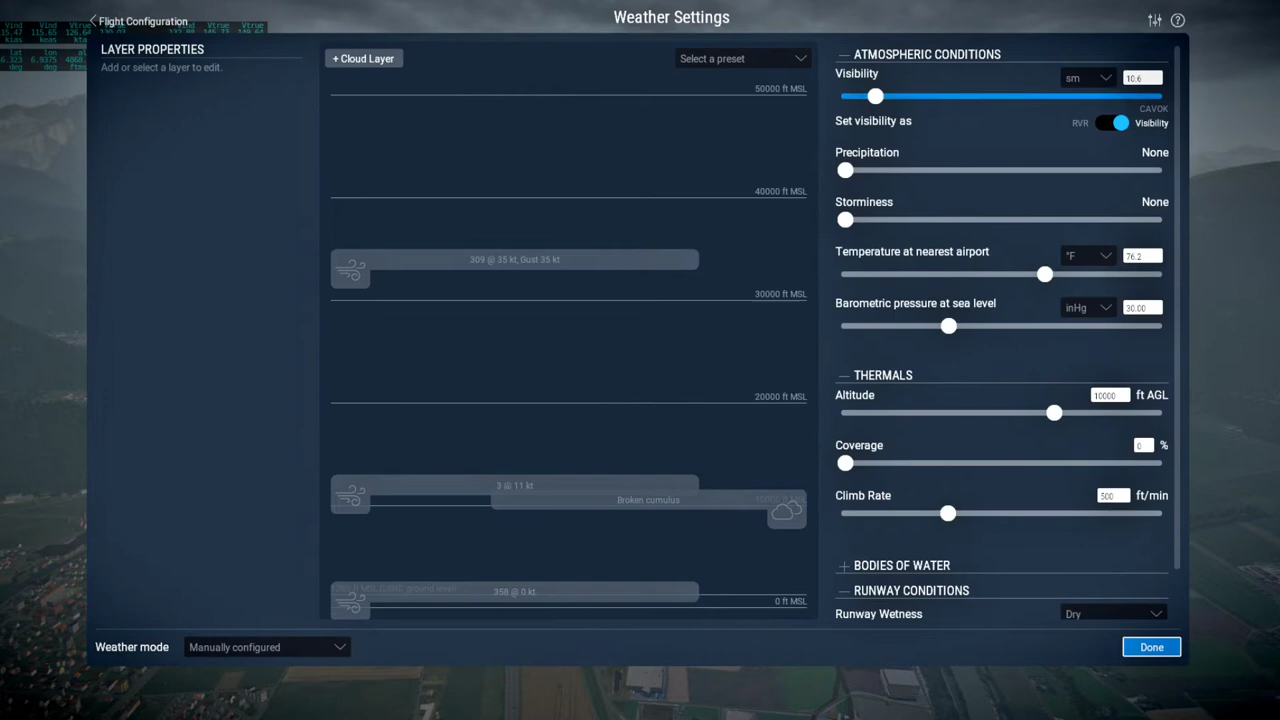 Flight Configuration
Weather Settings
LAYER PROPERTIES
Add or select a layer to edit.
+ Cloud Layer
Select a preset
50000 ft MSL
40000 ft MSL
309 @ 35 kt, Gust 35 kt
30000 ft MSL
20000 ft MSL
3 @ 11 kt
Broken cumulus
358 @ 0 kt
0 ft MSL
ATMOSPHERIC CONDITIONS
Visibility sm 10.6
CAVOK
Set visibility as RVR Visibility
Precipitation None
Storminess None
Temperature at nearest airport °F 76.2
Barometric pressure at sea level inHg 30.00
THERMALS
Altitude 10000 ft AGL
Coverage 0 %
Climb Rate 500 ft/min
BODIES OF WATER
RUNWAY CONDITIONS
Runway Wetness Dry
Weather mode Manually configured
Done